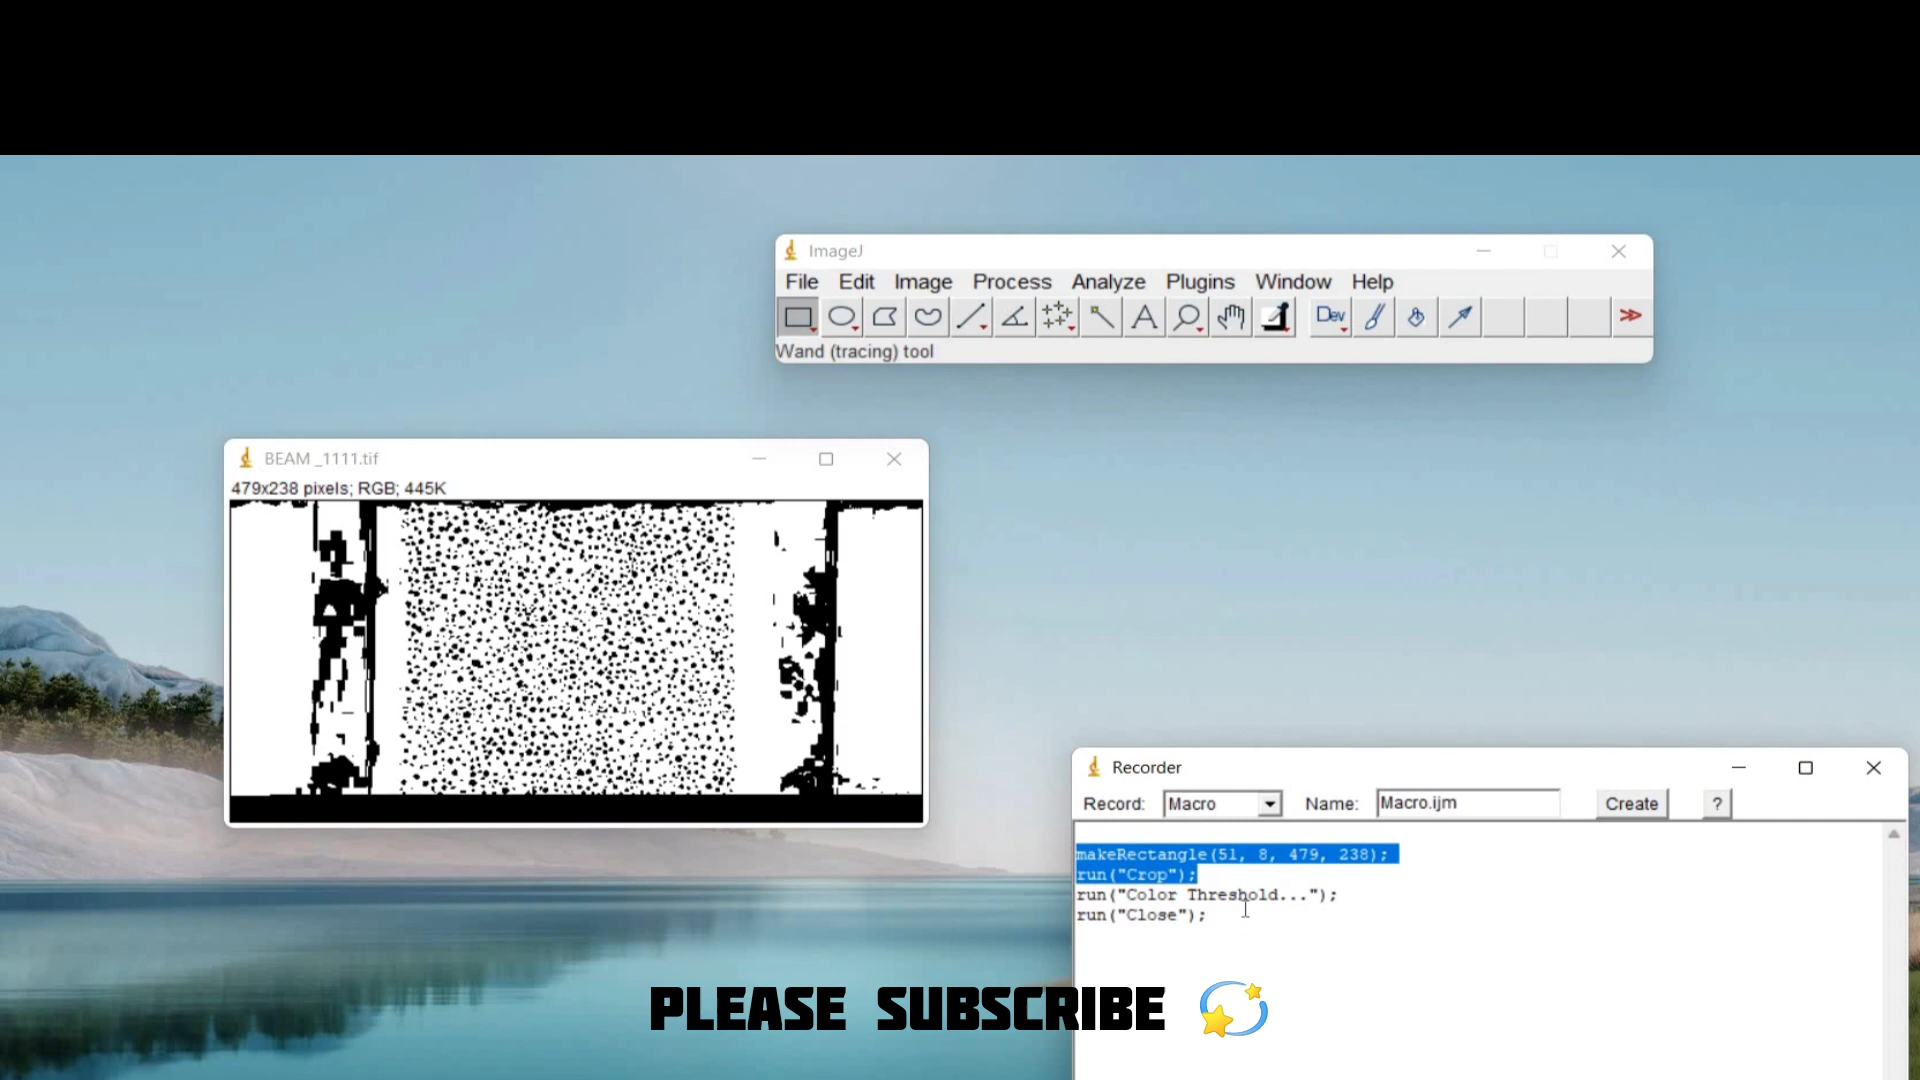 ImageJ
File Edit Image Process Analyze Plugins Window Help
Dev
Wand (tracing) tool
BEAM _1111.tif
479x238 pixels; RGB; 445K
Recorder
Record: Macro Name: Macro.ijm Create ?
makeRectangle(51, 8, 479, 238);
run("Crop");
run("Color Threshold...");
run("Close");
PLEASE SUBSCRIBE